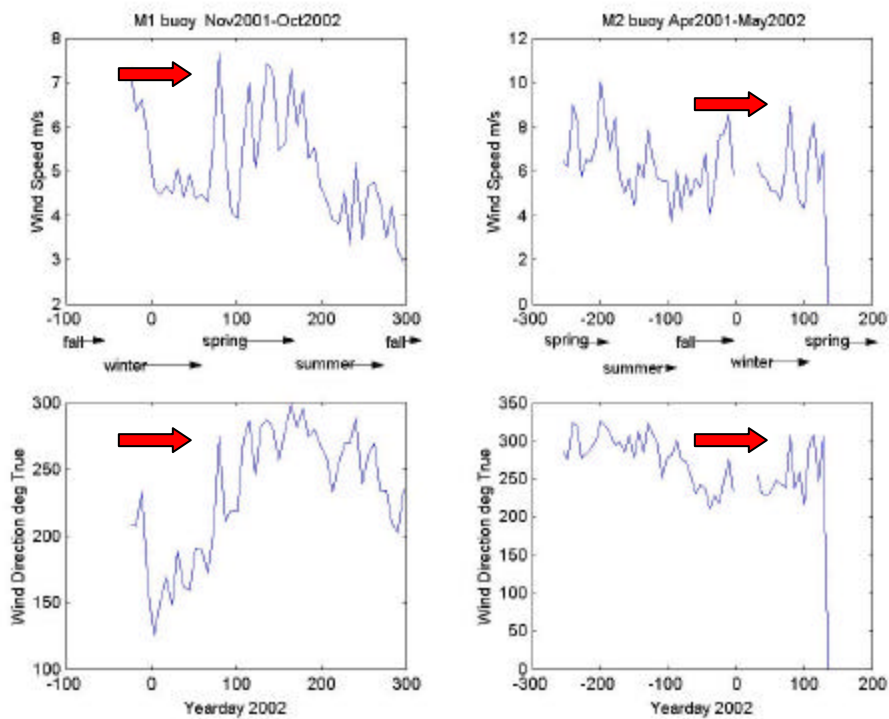 M1 buoy Nov2001-Oct2002
Wind Speed m/s
8
7
6
5
4
3
2
-100 0 100 200 300
fall winter spring summer fall
M2 buoy Apr2001-May2002
Wind Speed m/s
12
10
8
6
4
2
0
-300 -200 -100 0 100 200
spring summer fall winter spring
Wind Direction deg True
300
250
200
150
100
-100 0 100 200 300
Yearday 2002
Wind Direction deg True
350
300
250
200
150
100
50
0
-300 -200 -100 0 100 200
Yearday 2002